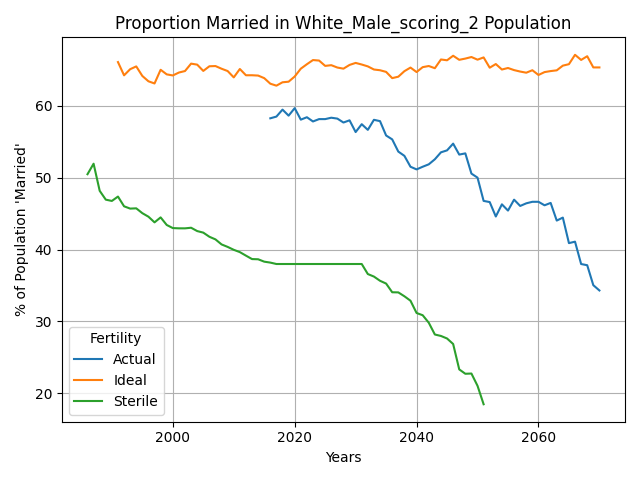 Proportion Married in White_Male_scoring_2 Population
% of Population 'Married'
60
50
40
30
20
Fertility
Actual
Ideal
Sterile
2000 2020 2040 2060
Years